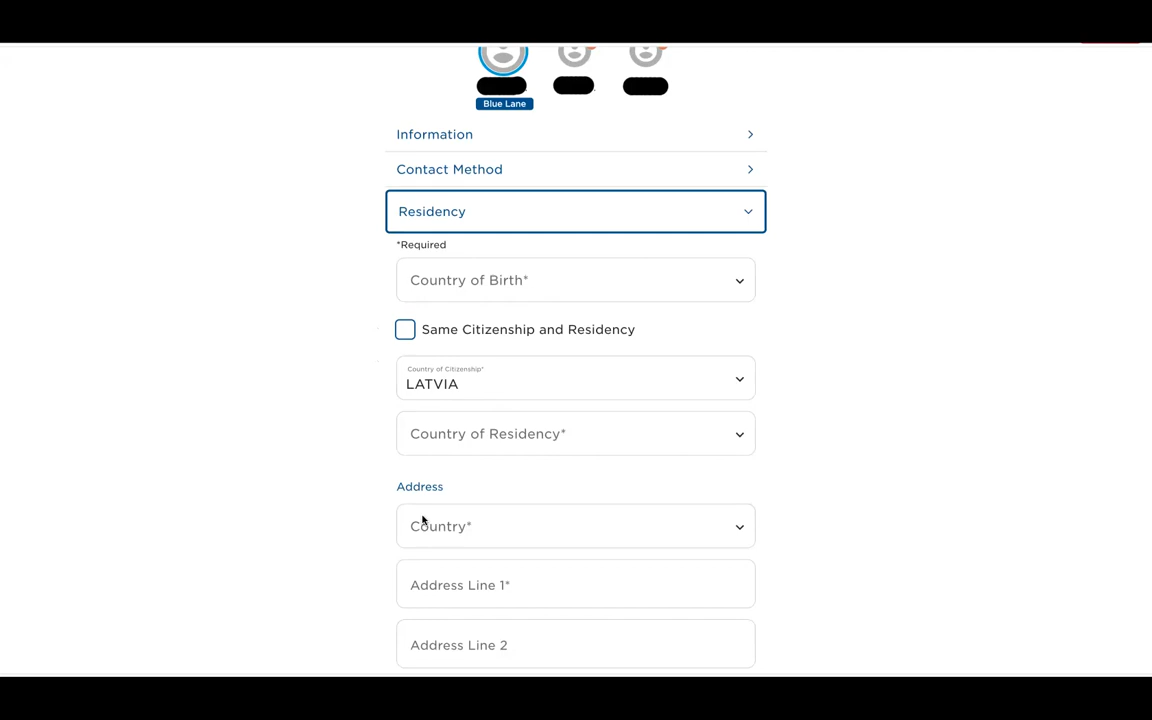 Blue Lane
Information
Contact Method
Residency
*Required
Country of Birth*
Same Citizenship and Residency
Country of Citizenship*
LATVIA
Country of Residency*
Address
Country*
Address Line 1*
Address Line 2